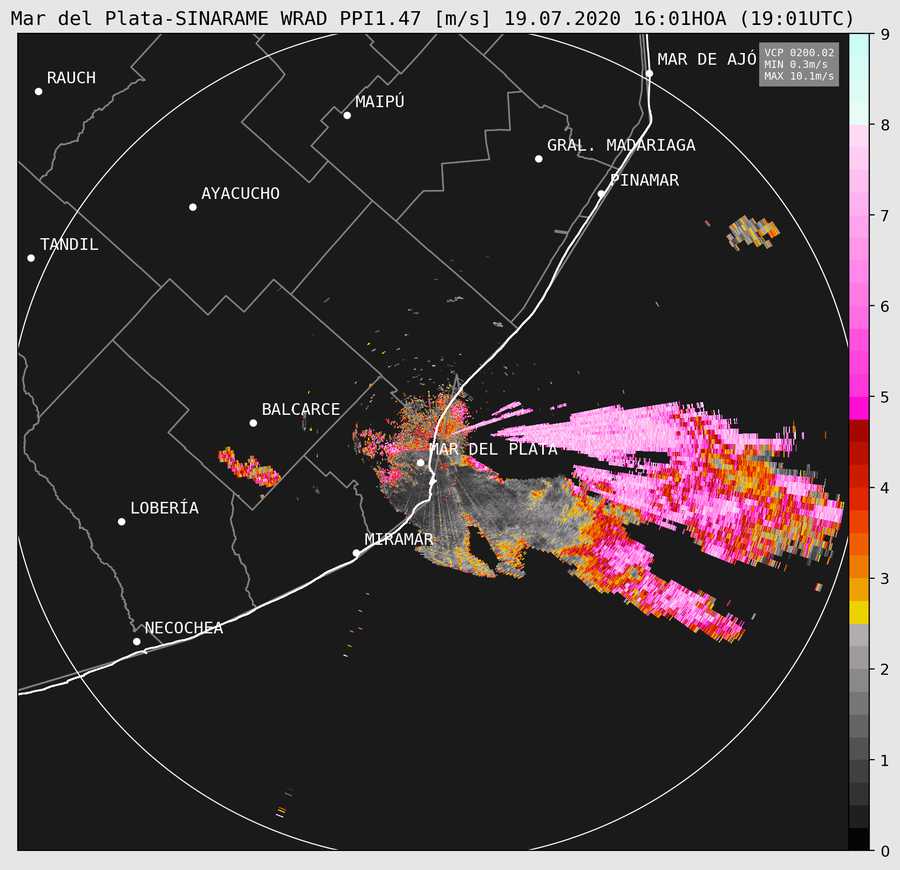 Mar del Plata-SINARAME WRAD PPI1.47 [m/s] 19.07.2020 16:01HOA (19:01UTC)
VCP 0200.02
MIN 0.3m/s
MAX 10.1m/s
MAR DE AJÓ
RAUCH
MAIPÚ
GRAL. MADARIAGA
PINAMAR
AYACUCHO
TANDIL
BALCARCE
MAR DEL PLATA
LOBERÍA
MIRAMAR
NECOCHEA
9
8
7
6
5
4
3
2
1
0